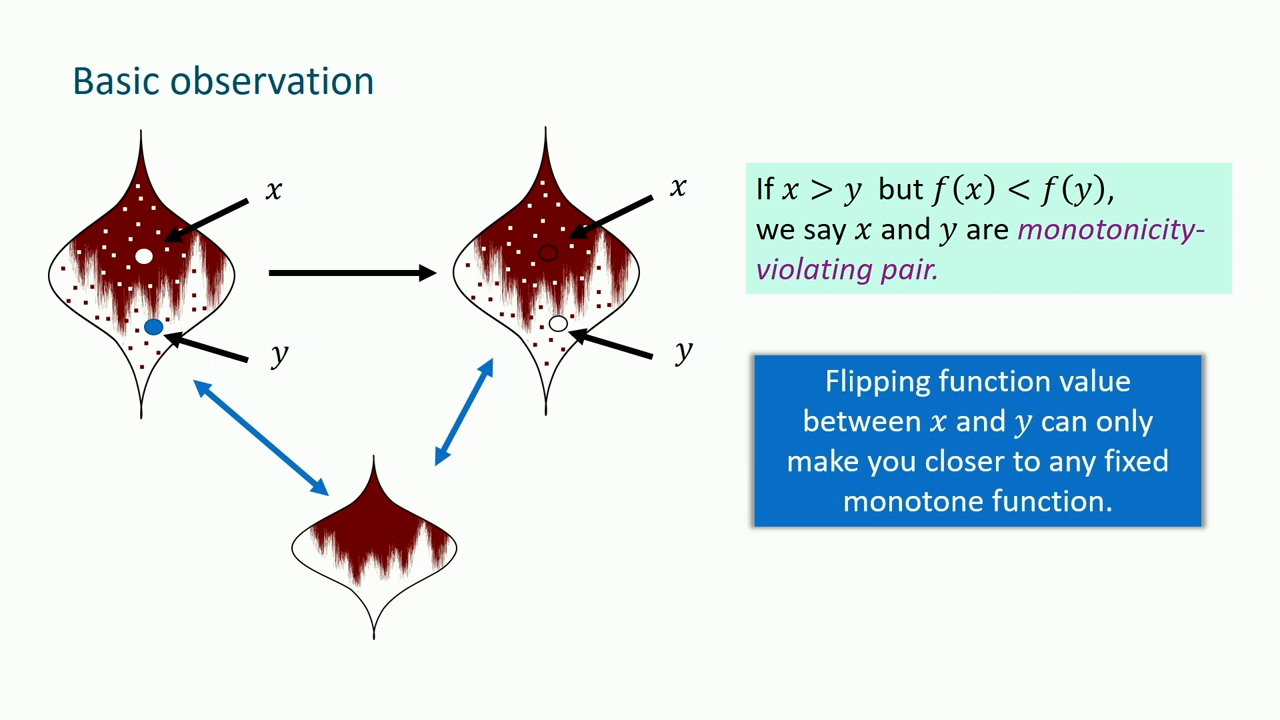 Basic observation
x
y
x
y
If x > y but f(x) < f(y),
we say x and y are monotonicity-
violating pair.
Flipping function value
between x and y can only
make you closer to any fixed
monotone function.